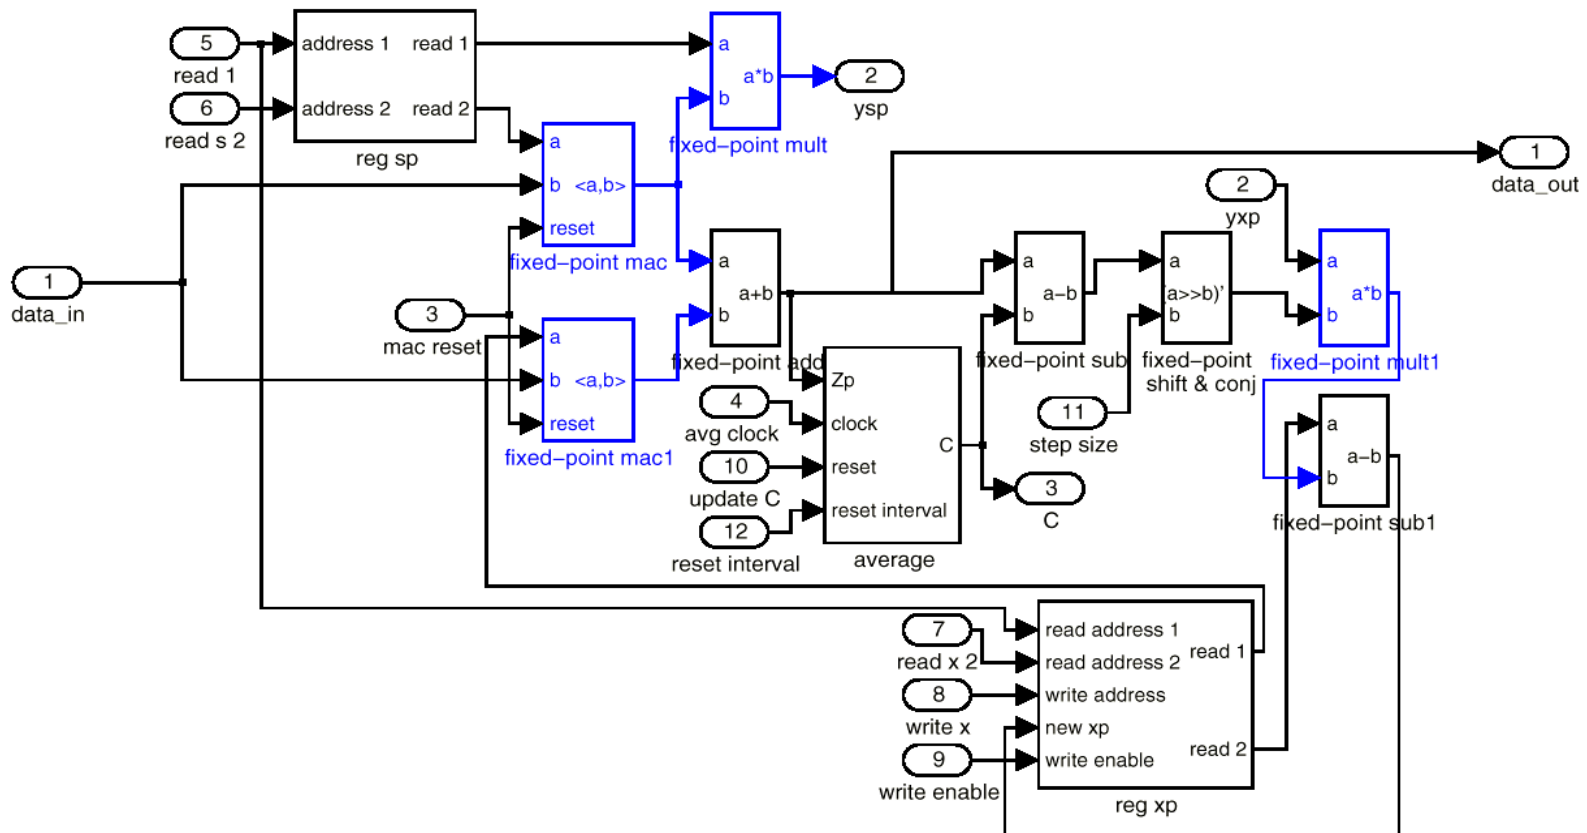 5
read 1
6
read s 2
address 1 read 1
address 2 read 2
reg sp
a
a*b
b
fixed-point mult
2
ysp
a
b <a,b>
reset
fixed-point mac
1
data_out
2
yxp
1
data_in
3
mac reset
a
a+b
b
fixed-point add
a
a-b
b
fixed-point sub
a
(a>>b)'
b
fixed-point
shift & conj
a
a*b
b
fixed-point mult1
a
b <a,b>
reset
fixed-point mac1
4
avg clock
10
update C
12
reset interval
Zp
clock
C
reset
reset interval
average
3
C
11
step size
a
a-b
b
fixed-point sub1
7
read x 2
8
write x
9
write enable
read address 1
read 1
read address 2
write address
new xp
read 2
write enable
reg xp